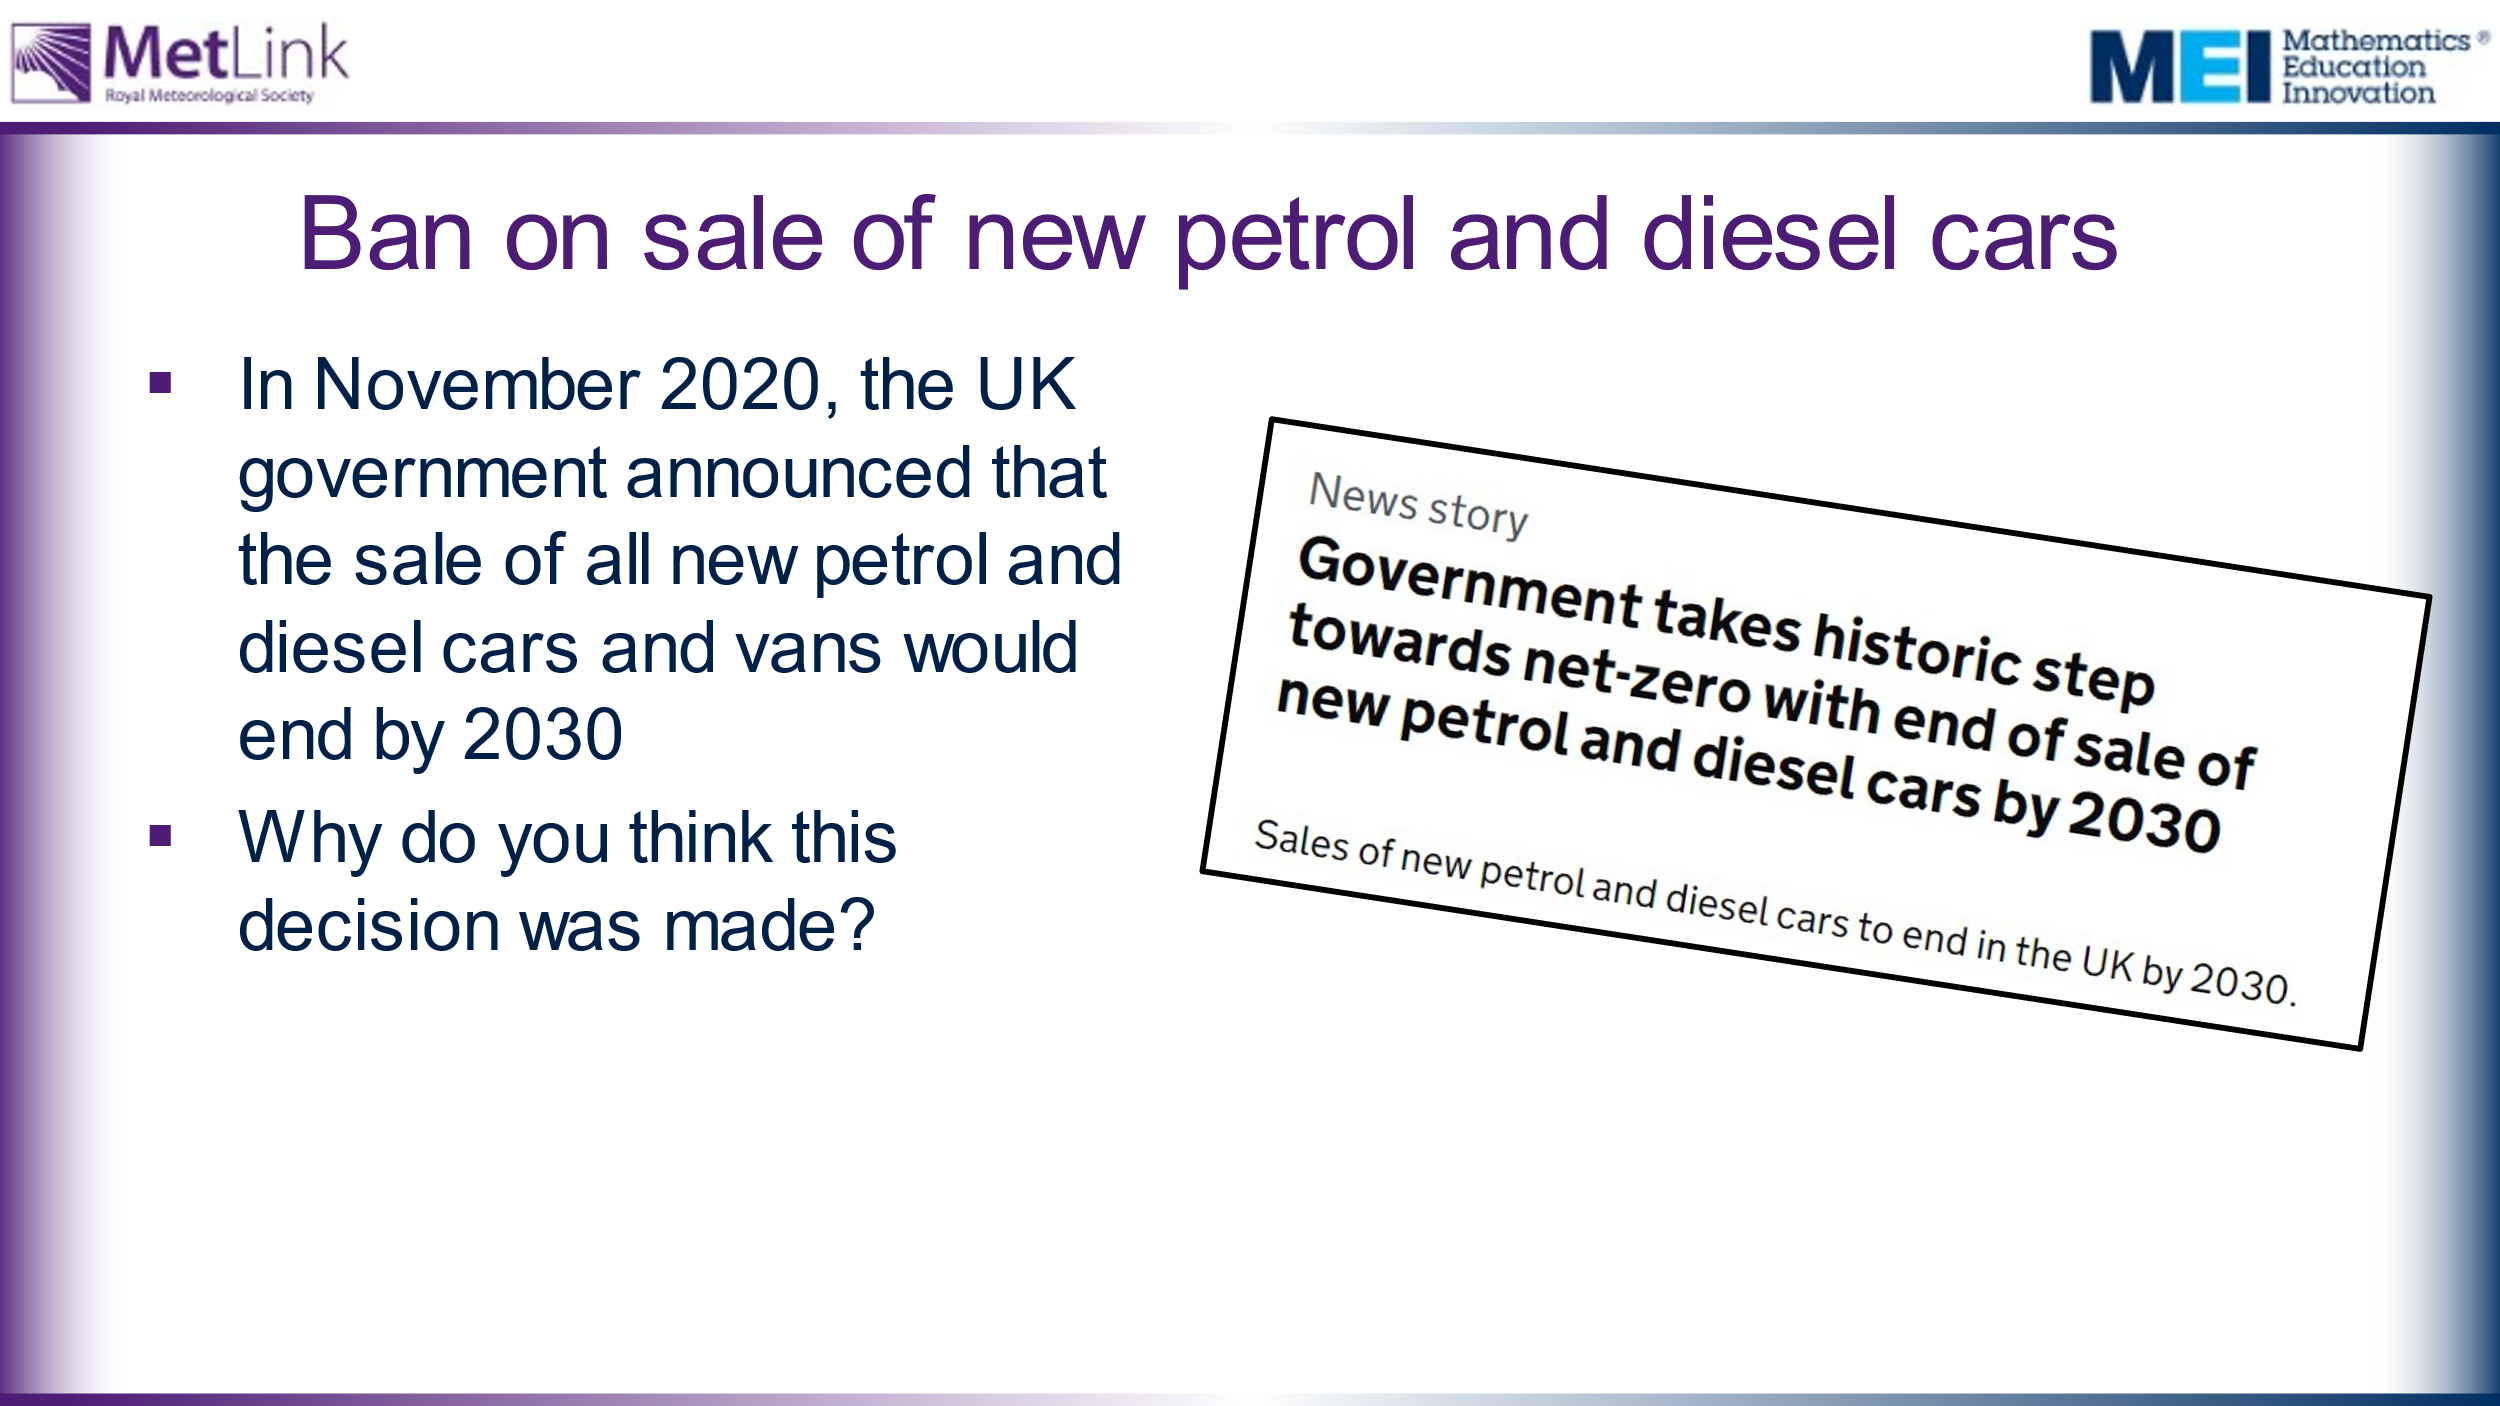 MetLink
Royal Meteorological Society
MEI Mathematics ®
Education
Innovation
Ban on sale of new petrol and diesel cars
▪ In November 2020, the UK
government announced that
the sale of all new petrol and
diesel cars and vans would
end by 2030
▪ Why do you think this
decision was made?
News story
Government takes historic step
towards net-zero with end of sale of
new petrol and diesel cars by 2030
Sales of new petrol and diesel cars to end in the UK by 2030.